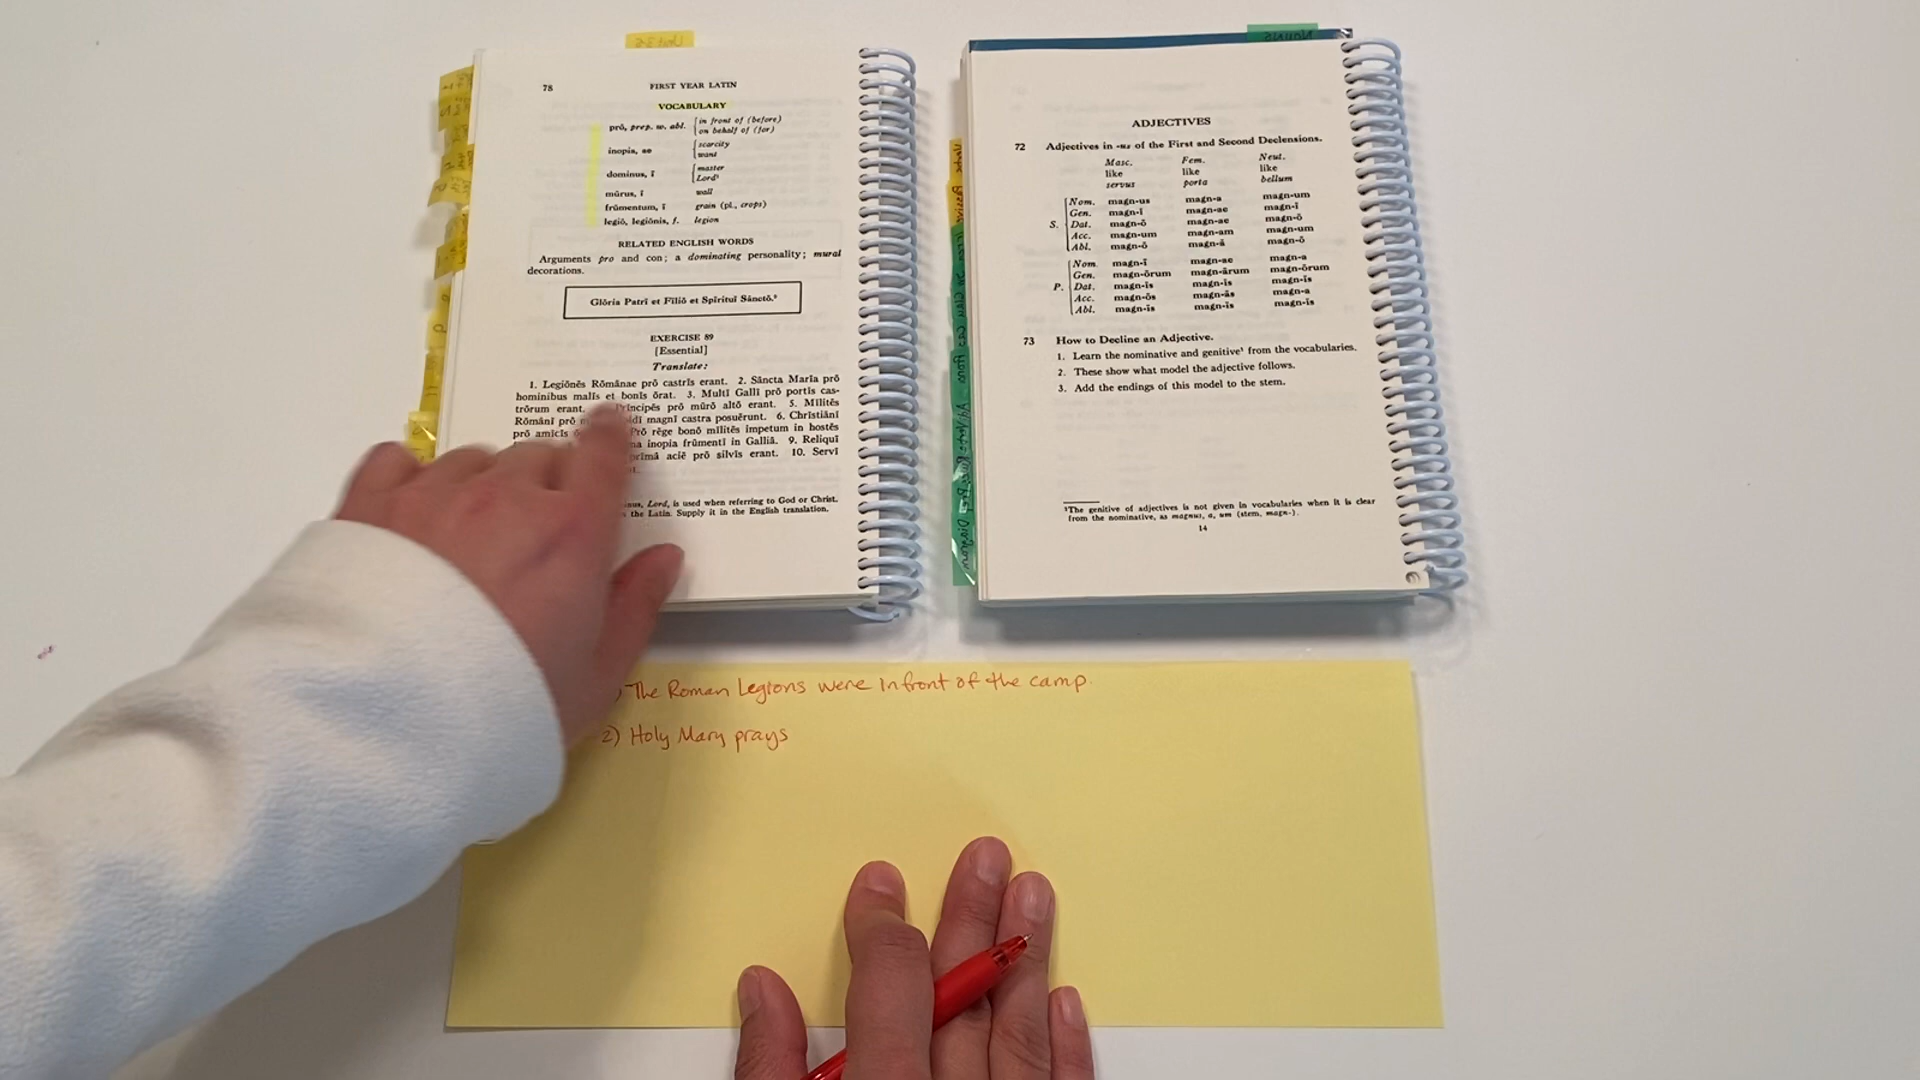 Unit 35
78 FIRST YEAR LATIN
VOCABULARY
prō, prep. w. abl. in front of (before)
on behalf of (for)
inopia, ae scarcity
want
dominus, ī master
Lord¹
mūrus, ī wall
frūmentum, ī grain (pl., crops)
legiō, legiōnis, f. legion
RELATED ENGLISH WORDS
Arguments pro and con; a dominating personality; mural
decorations.
Glōria Patrī et Fīliō et Spīrituī Sānctō.²
EXERCISE 89
[Essential]
Translate:
1. Legiōnēs Rōmānae prō castrīs erant. 2. Sāncta Marīa prō
hominibus malīs et bonīs ōrat. 3. Multī Gallī prō portīs cas-
trōrum erant. Prīncipēs prō mūrō altō erant. 5. Mīlitēs
Rōmānī prō magnī castra posuērunt. 6. Chrīstiānī
prō amīcīs Prō rēge bonō mīlitēs impetum in hostēs
inopia frūmentī in Galliā. 9. Reliquī
prīmā aciē prō silvīs erant. 10. Servī
Lord, is used when referring to God or Christ.
the Latin. Supply it in the English translation.
Nouns
ADJECTIVES
72 Adjectives in -us of the First and Second Declensions.
Masc. Fem. Neut.
like like like
servus porta bellum
Nom. magn-us magn-a magn-um
Gen. magn-ī magn-ae magn-ī
S. Dat. magn-ō magn-ae magn-ō
Acc. magn-um magn-am magn-um
Abl. magn-ō magn-ā magn-ō
Nom. magn-ī magn-ae magn-a
Gen. magn-ōrum magn-ārum magn-ōrum
P. Dat. magn-īs magn-īs magn-īs
Acc. magn-ōs magn-ās magn-a
Abl. magn-īs magn-īs magn-īs
73 How to Decline an Adjective.
1. Learn the nominative and genitive¹ from the vocabularies.
2. These show what model the adjective follows.
3. Add the endings of this model to the stem.
¹The genitive of adjectives is not given in vocabularies when it is clear
from the nominative, as magnus, a, um (stem, magn-).
14
) The Roman Legions were infront of the camp.
2) Holy Mary prays